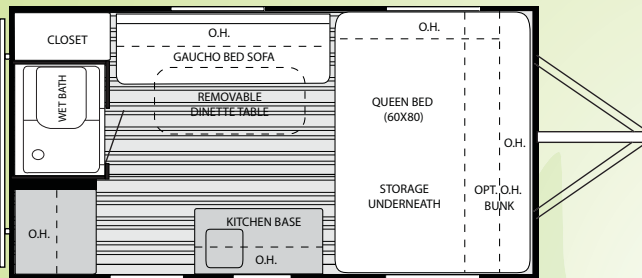 CLOSET
O.H.
GAUCHO BED SOFA
REMOVABLE
DINETTE TABLE
WET BATH
O.H.
QUEEN BED
(60X80)
O.H.
STORAGE
UNDERNEATH
OPT. O.H.
BUNK
O.H.
KITCHEN BASE
O.H.